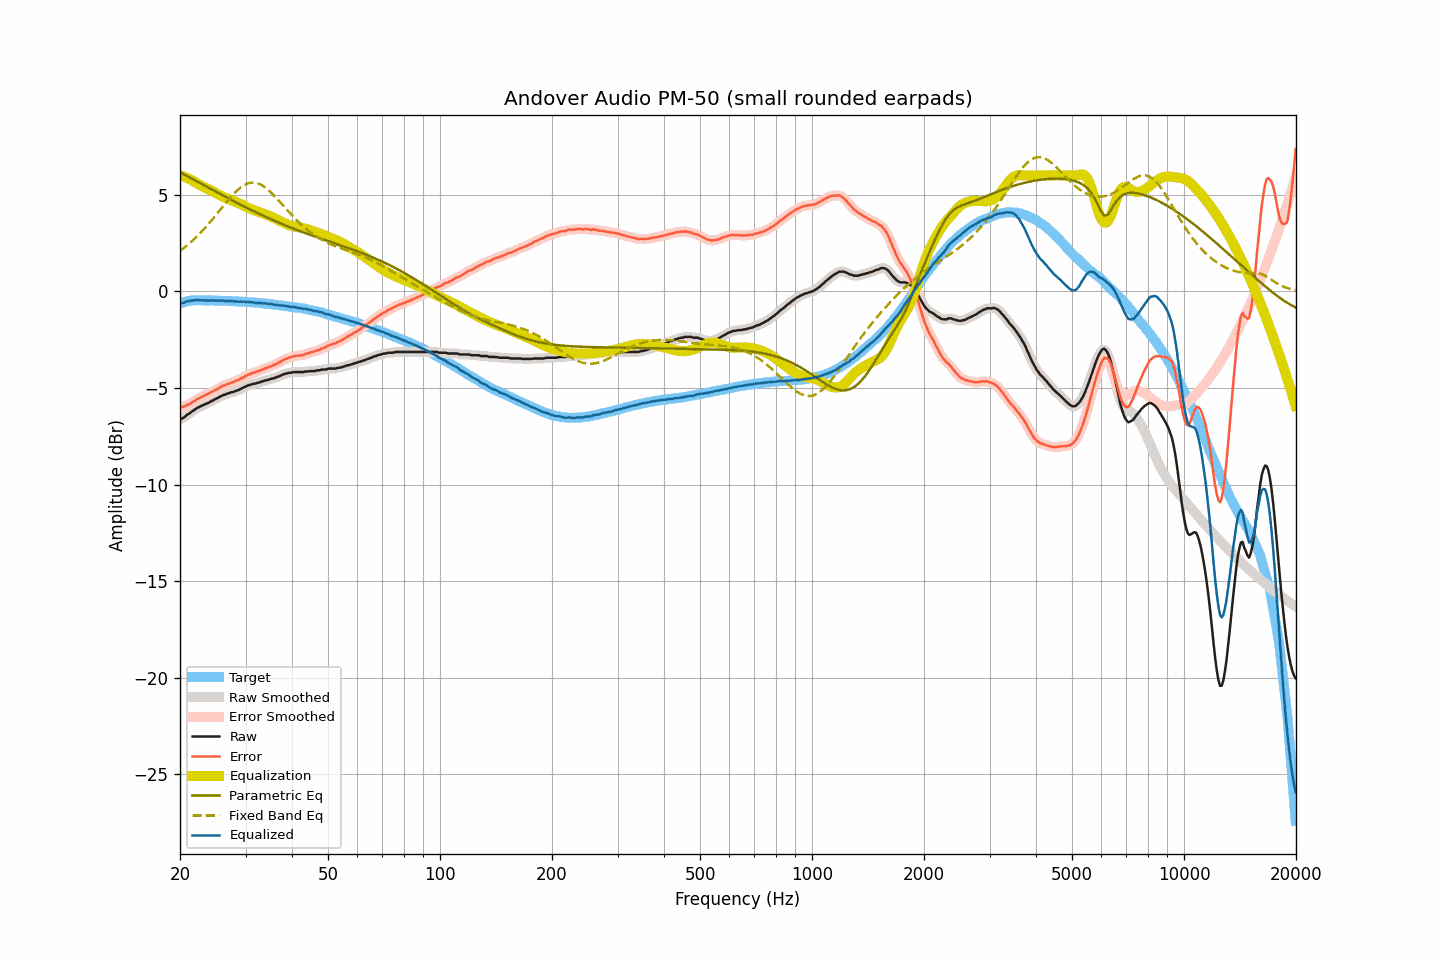 Andover Audio PM-50 (small rounded earpads)
Amplitude (dBr)
5
0
−5
−10
−15
−20
−25
Target
Raw Smoothed
Error Smoothed
Raw
Error
Equalization
Parametric Eq
Fixed Band Eq
Equalized
20 50 100 200 500 1000 2000 5000 10000 20000
Frequency (Hz)